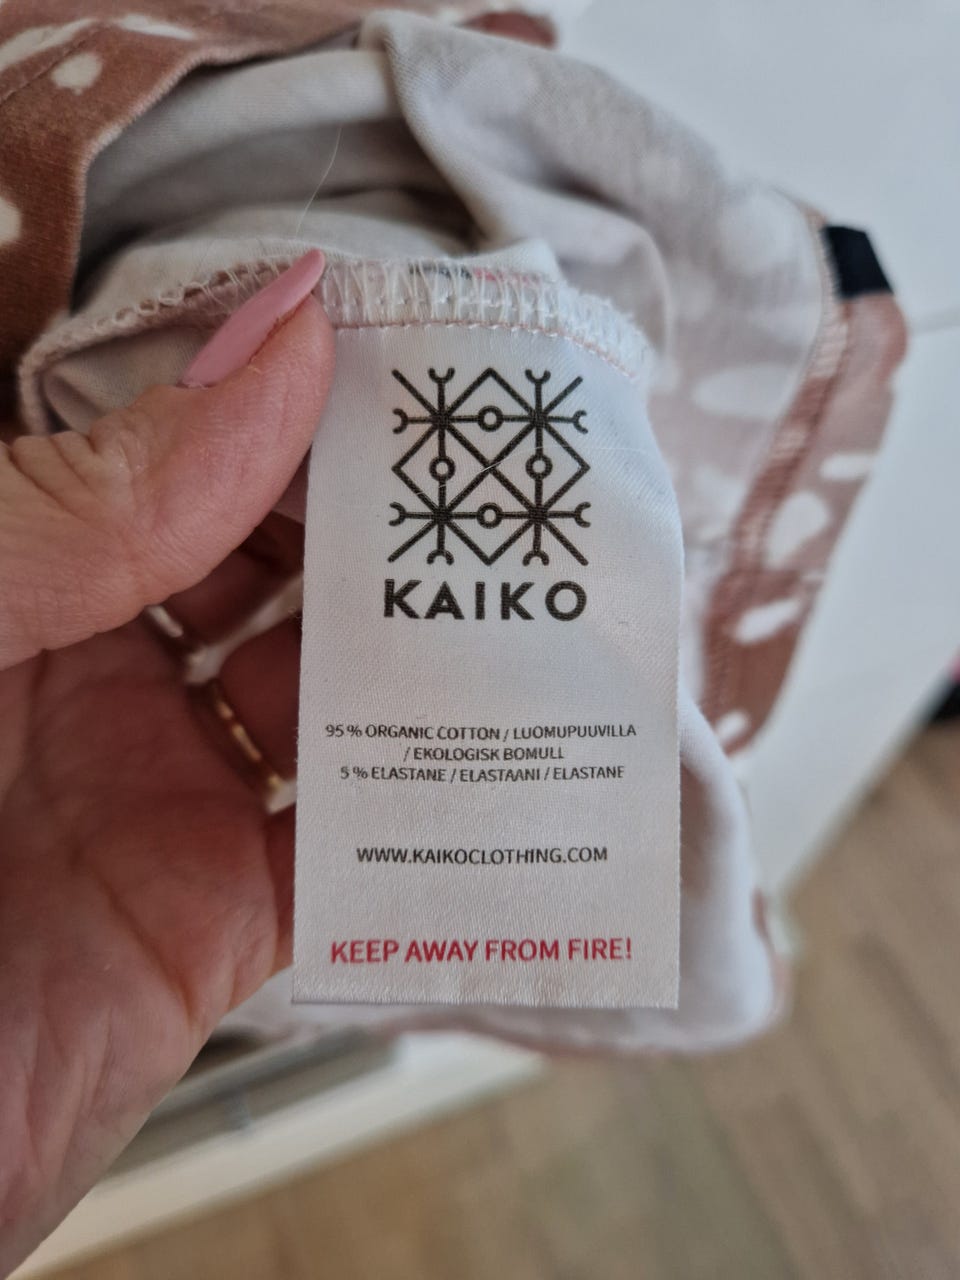 KAIKO
95 % ORGANIC COTTON / LUOMUPUUVILLA
/ EKOLOGISK BOMULL
5 % ELASTANE / ELASTAANI / ELASTANE
WWW.KAIKOCLOTHING.COM
KEEP AWAY FROM FIRE!